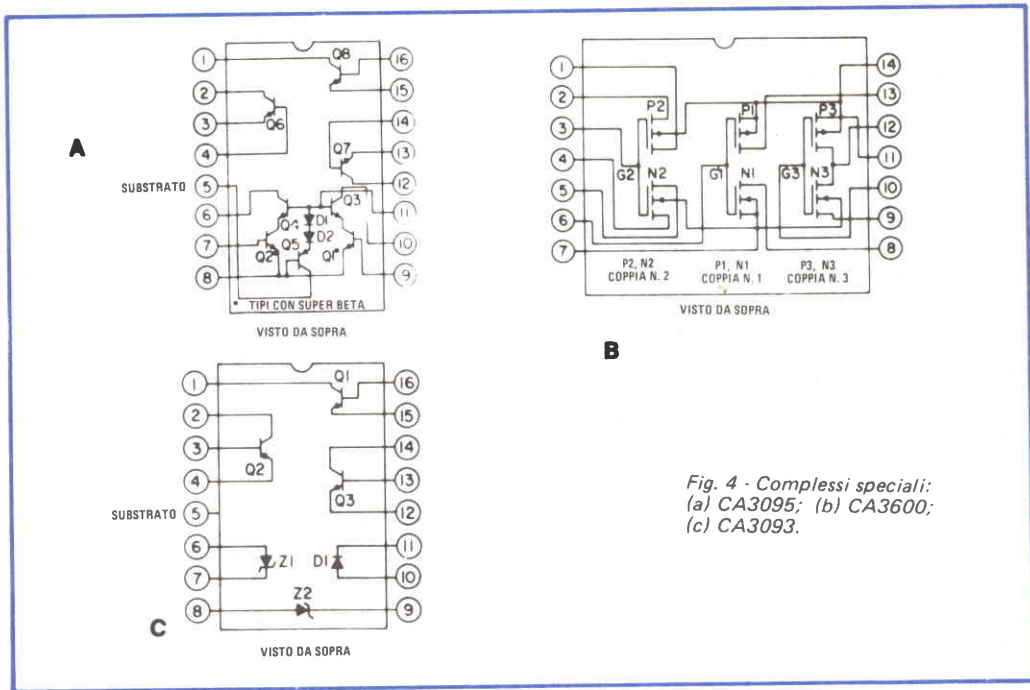 A
1
2
3
4
SUBSTRATO 5
6
7
8
16
15
14
13
12
11
10
9
Q8
Q6
Q7
Q3
Q4
D1
D2
Q5
Q2
Q1
• TIPI CON SUPER BETA
VISTO DA SOPRA
B
1
2
3
4
5
6
7
14
13
12
11
10
9
8
P2
P1
P3
G2
N2
G1
N1
G3
N3
P2, N2
COPPIA N. 2
P1, N1
COPPIA N. 1
P3, N3
COPPIA N. 3
VISTO DA SOPRA
C
1
2
3
4
SUBSTRATO 5
6
7
8
16
15
14
13
12
11
10
9
Q1
Q2
Q3
Z1
D1
Z2
VISTO DA SOPRA
Fig. 4 - Complessi speciali:
(a) CA3095; (b) CA3600;
(c) CA3093.